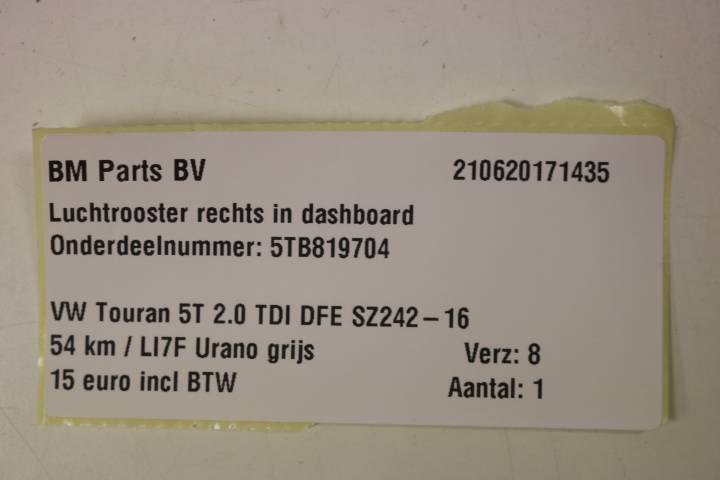 BM Parts BV 210620171435
Luchtrooster rechts in dashboard
Onderdeelnummer: 5TB819704
VW Touran 5T 2.0 TDI DFE SZ242-16
54 km / LI7F Urano grijs Verz: 8
15 euro incl BTW Aantal: 1